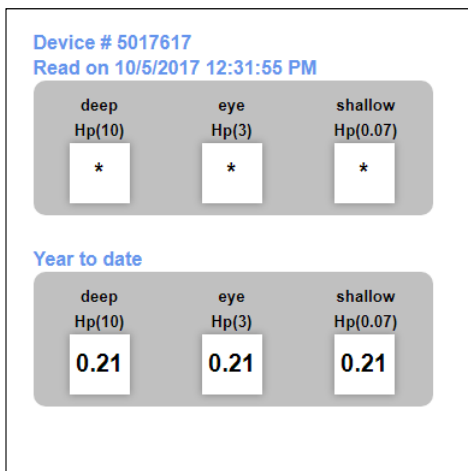 Device # 5017617
Read on 10/5/2017 12:31:55 PM
deep eye shallow
Hp(10) Hp(3) Hp(0.07)
* * *
Year to date
deep eye shallow
Hp(10) Hp(3) Hp(0.07)
0.21 0.21 0.21